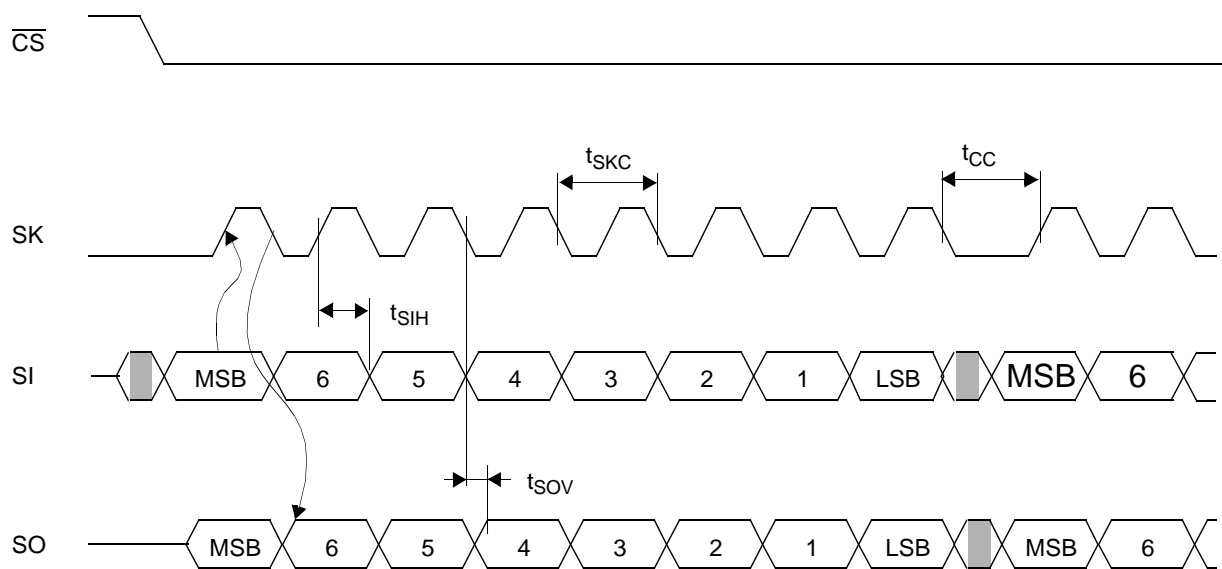 CS
tSKC
tCC
SK
tSIH
SI MSB 6 5 4 3 2 1 LSB MSB 6
tSOV
SO MSB 6 5 4 3 2 1 LSB MSB 6